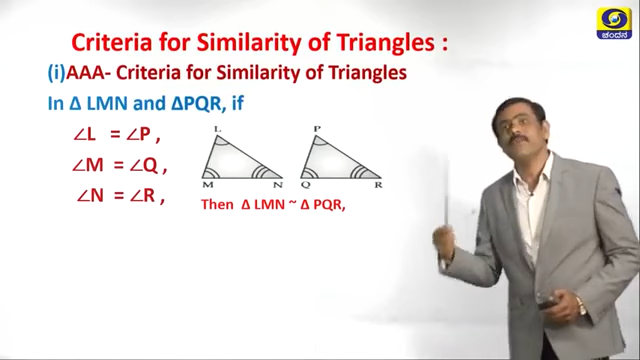 Criteria for Similarity of Triangles :
ಚಂದನ
(i)AAA- Criteria for Similarity of Triangles
In Δ LMN and ΔPQR, if
∠L = ∠P ,
∠M = ∠Q ,
∠N = ∠R ,
L
M N
P
Q R
Then Δ LMN ~ Δ PQR,